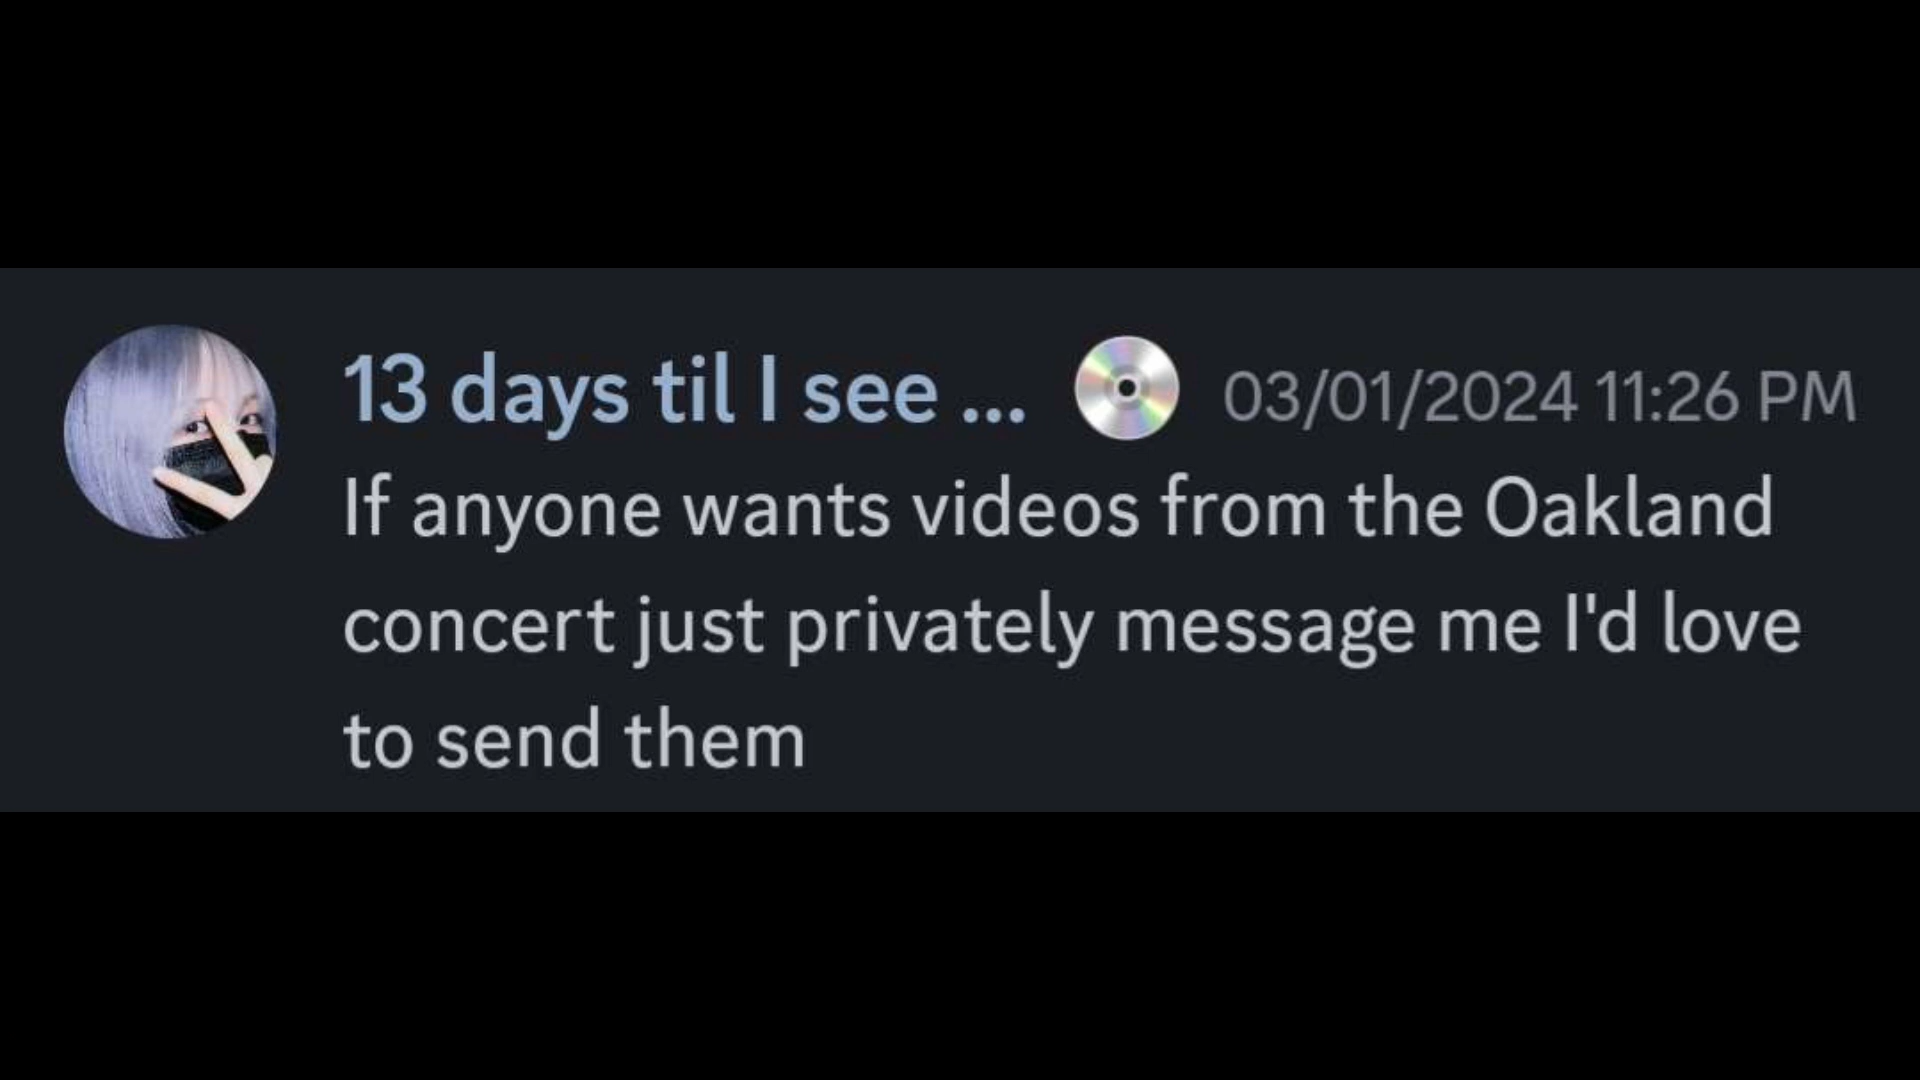 13 days til I see ... 03/01/2024 11:26 PM
If anyone wants videos from the Oakland
concert just privately message me I'd love
to send them